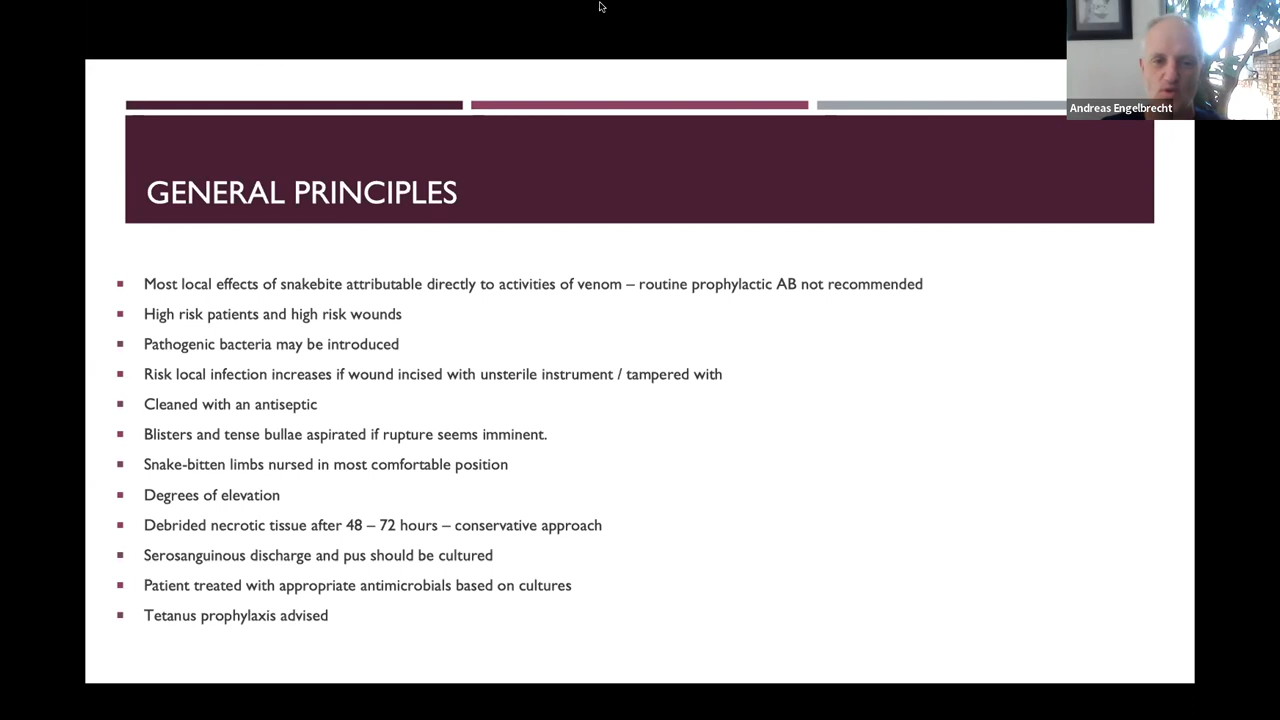 Andreas Engelbrecht
GENERAL PRINCIPLES
Most local effects of snakebite attributable directly to activities of venom – routine prophylactic AB not recommended
High risk patients and high risk wounds
Pathogenic bacteria may be introduced
Risk local infection increases if wound incised with unsterile instrument / tampered with
Cleaned with an antiseptic
Blisters and tense bullae aspirated if rupture seems imminent.
Snake-bitten limbs nursed in most comfortable position
Degrees of elevation
Debrided necrotic tissue after 48 – 72 hours – conservative approach
Serosanguinous discharge and pus should be cultured
Patient treated with appropriate antimicrobials based on cultures
Tetanus prophylaxis advised